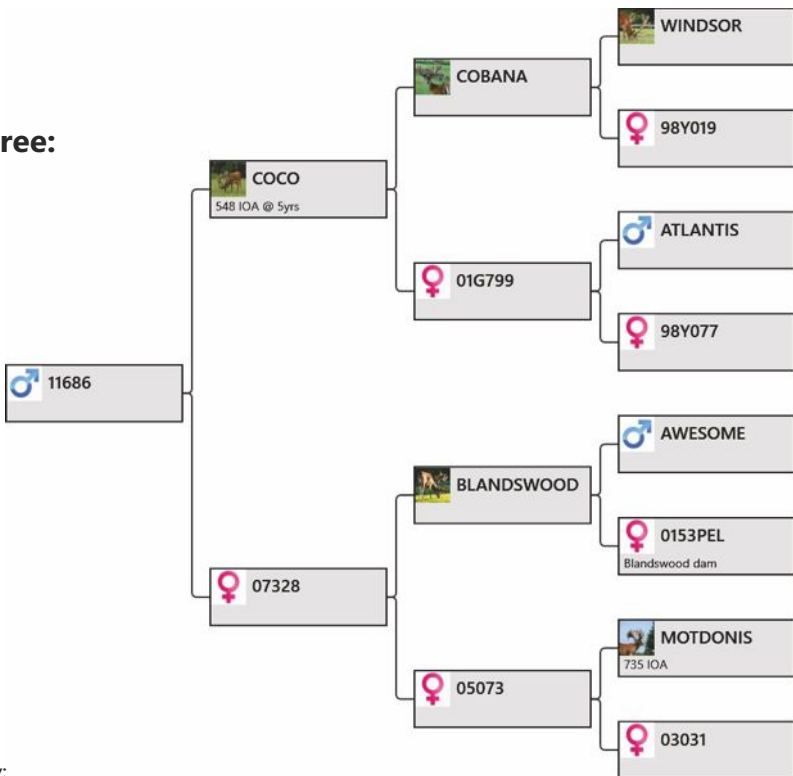 ree:
11686
COCO
548 IOA @ 5yrs
07328
COBANA
01G799
BLANDSWOOD
05073
WINDSOR
98Y019
ATLANTIS
98Y077
AWESOME
0153PEL
Blandswood dam
MOTDONIS
735 IOA
03031